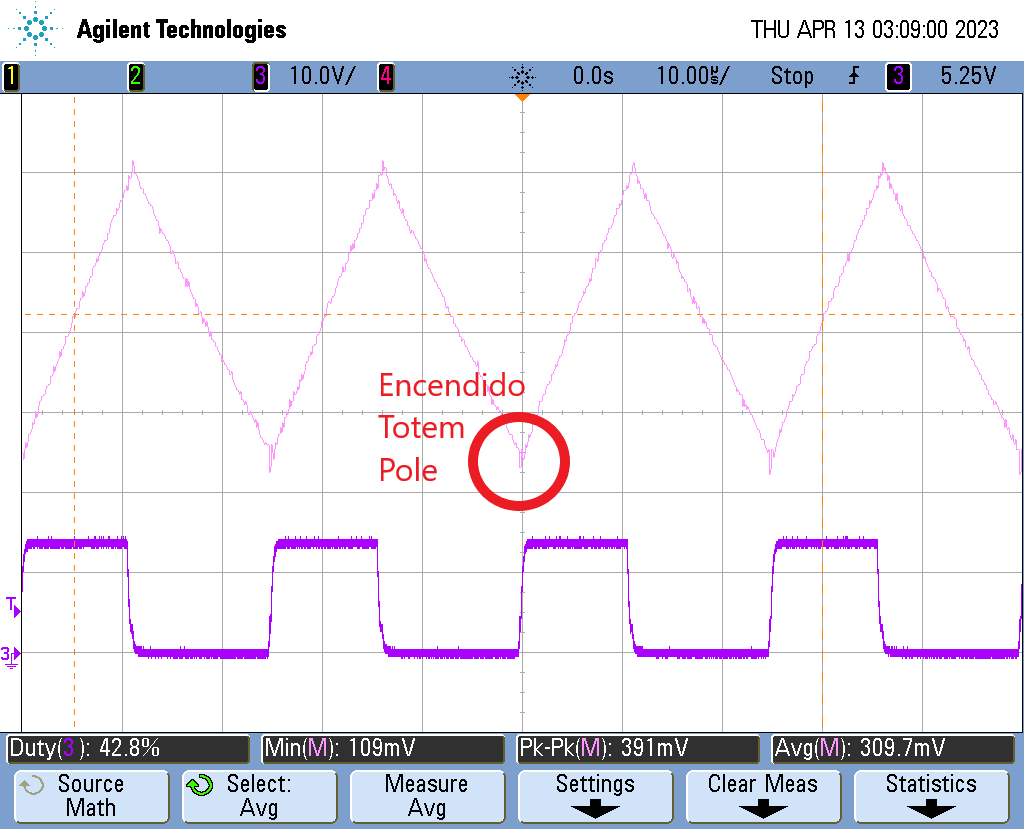 Agilent Technologies
THU APR 13 03:09:00 2023
1 2 3 10.0V/ 4 0.0s 10.00µs/ Stop 3 5.25V
Encendido
Totem
Pole
T
3
Duty(3): 42.8% Min(M): 109mV Pk-Pk(M): 391mV Avg(M): 309.7mV
Source Select: Measure Settings Clear Meas Statistics
Math Avg Avg